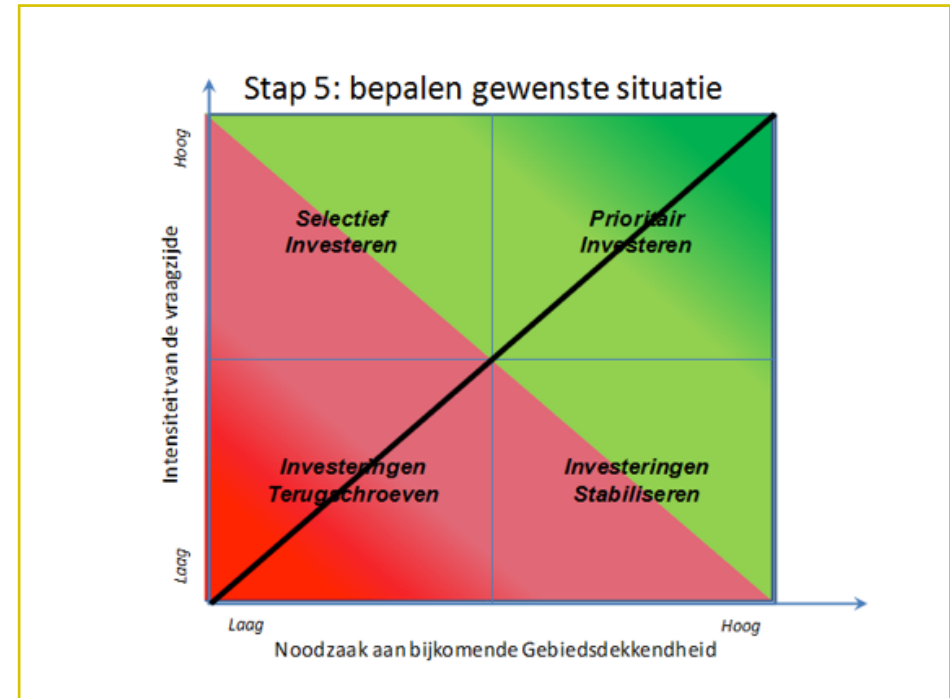 Stap 5: bepalen gewenste situatie
Hoog
Intensiteit van de vraagzijde
Laag
Selectief
Investeren
Prioritair
Investeren
Investeringen
Terugschroeven
Investeringen
Stabiliseren
Laag
Hoog
Noodzaak aan bijkomende Gebiedsdekkendheid